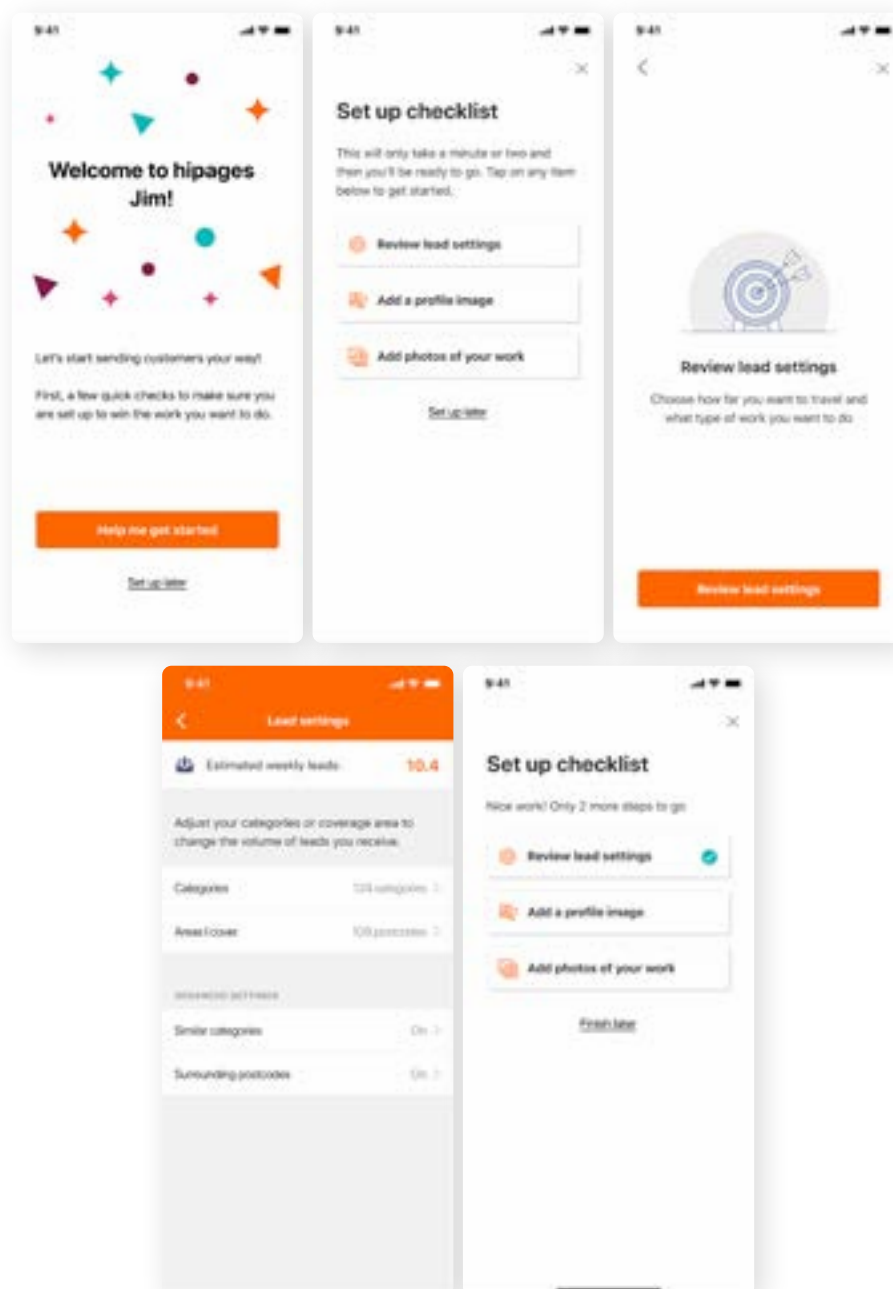 9:41
Welcome to hipages
Jim!
Let's start sending customers your way!
First, a few quick checks to make sure you
are set up to win the work you want to do.
Help me get started
Set up later
9:41
Set up checklist
This will only take a minute or two and
then you'll be ready to go. Tap on any item
below to get started.
Review lead settings
Add a profile image
Add photos of your work
Set up later
9:41
Review lead settings
Choose how far you want to travel and
what type of work you want to do
Review lead settings
9:41
Lead settings
Estimated weekly leads
10.4
Adjust your categories or coverage area to
change the volume of leads you receive.
Categories
categories
Areas I cover
postcodes
ADVANCED SETTINGS
Similar categories
On
Surrounding postcodes
On
9:41
Set up checklist
Nice work! Only 2 more steps to go
Review lead settings
Add a profile image
Add photos of your work
Finish later